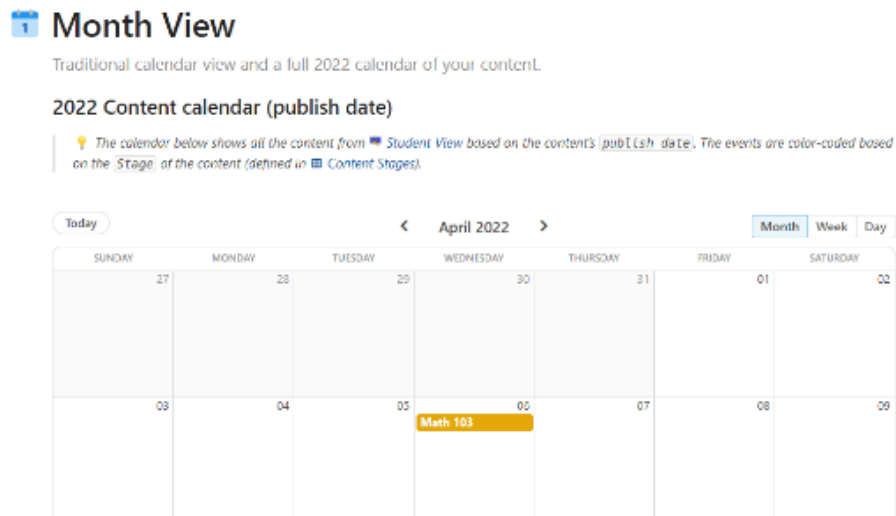 1
Month View
Traditional calendar view and a full 2022 calendar of your content.
2022 Content calendar (publish date)
The calendar below shows all the content from Student View based on the content's publish date. The events are color-coded based
on the Stage of the content (defined in Content Stages).
Today
April 2022
Month Week Day
SUNDAY MONDAY TUESDAY WEDNESDAY THURSDAY FRIDAY SATURDAY
27 28 29 30 31 01 02
03 04 05 06 07 08 09
Math 103